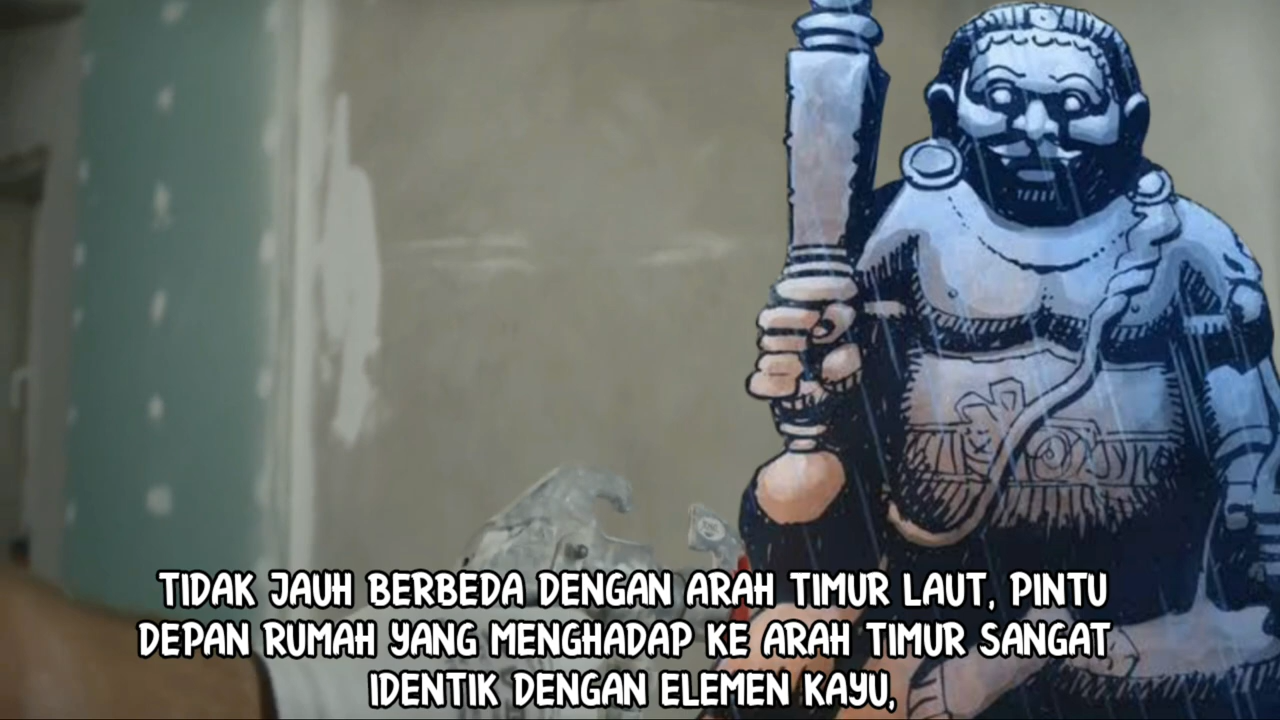 TIDAK JAUH BERBEDA DENGAN ARAH TIMUR LAUT, PINTU
DEPAN RUMAH YANG MENGHADAP KE ARAH TIMUR SANGAT
IDENTIK DENGAN ELEMEN KAYU,